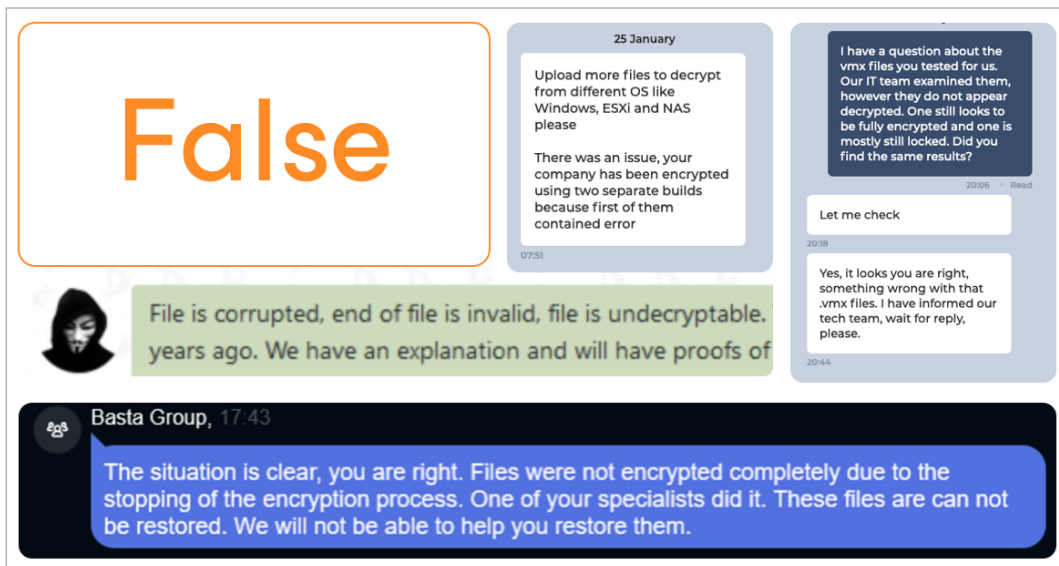 False
25 January
Upload more files to decrypt
from different OS like
Windows, ESXi and NAS
please
There was an issue, your
company has been encrypted
using two separate builds
because first of them
contained error
07:51
I have a question about the
vmx files you tested for us.
Our IT team examined them,
however they do not appear
decrypted. One still looks to
be fully encrypted and one is
mostly still locked. Did you
find the same results?
20:06 Read
Let me check
20:18
Yes, it looks you are right,
something wrong with that
.vmx files. I have informed our
tech team, wait for reply,
please.
20:44
File is corrupted, end of file is invalid, file is undecryptable.
years ago. We have an explanation and will have proofs of
Basta Group, 17:43
The situation is clear, you are right. Files were not encrypted completely due to the
stopping of the encryption process. One of your specialists did it. These files are can not
be restored. We will not be able to help you restore them.